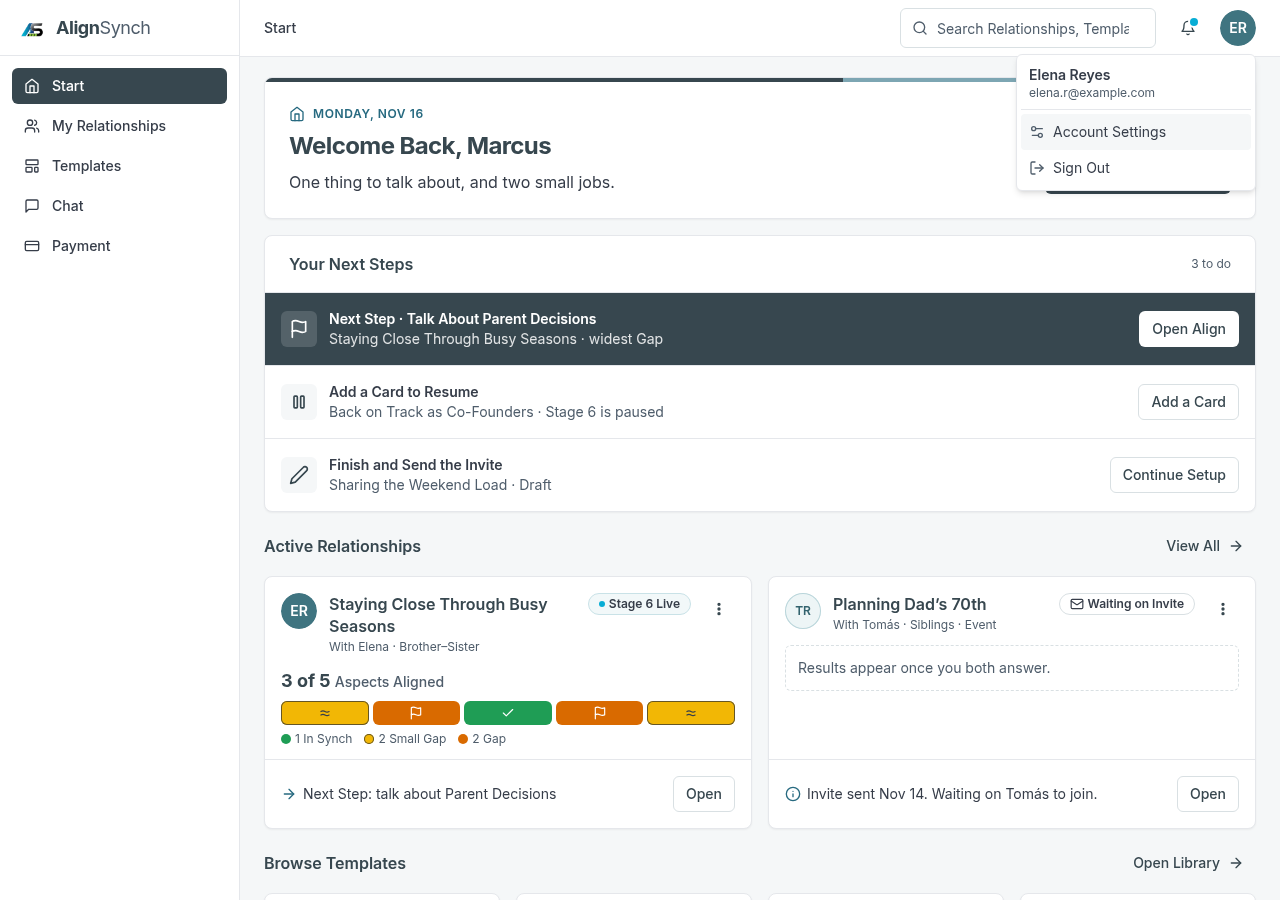 AlignSynch
Start
Search Relationships, Templa
ER
Elena Reyes
elena.r@example.com
Account Settings
Sign Out
Start
My Relationships
Templates
Chat
Payment
MONDAY, NOV 16
Welcome Back, Marcus
One thing to talk about, and two small jobs.
Your Next Steps
3 to do
Next Step · Talk About Parent Decisions
Staying Close Through Busy Seasons · widest Gap
Open Align
Add a Card to Resume
Back on Track as Co-Founders · Stage 6 is paused
Add a Card
Finish and Send the Invite
Sharing the Weekend Load · Draft
Continue Setup
Active Relationships
View All
ER
Staying Close Through Busy
Seasons
With Elena · Brother–Sister
Stage 6 Live
3 of 5 Aspects Aligned
1 In Synch
2 Small Gap
2 Gap
Next Step: talk about Parent Decisions
Open
TR
Planning Dad’s 70th
With Tomás · Siblings · Event
Waiting on Invite
Results appear once you both answer.
Invite sent Nov 14. Waiting on Tomás to join.
Open
Browse Templates
Open Library